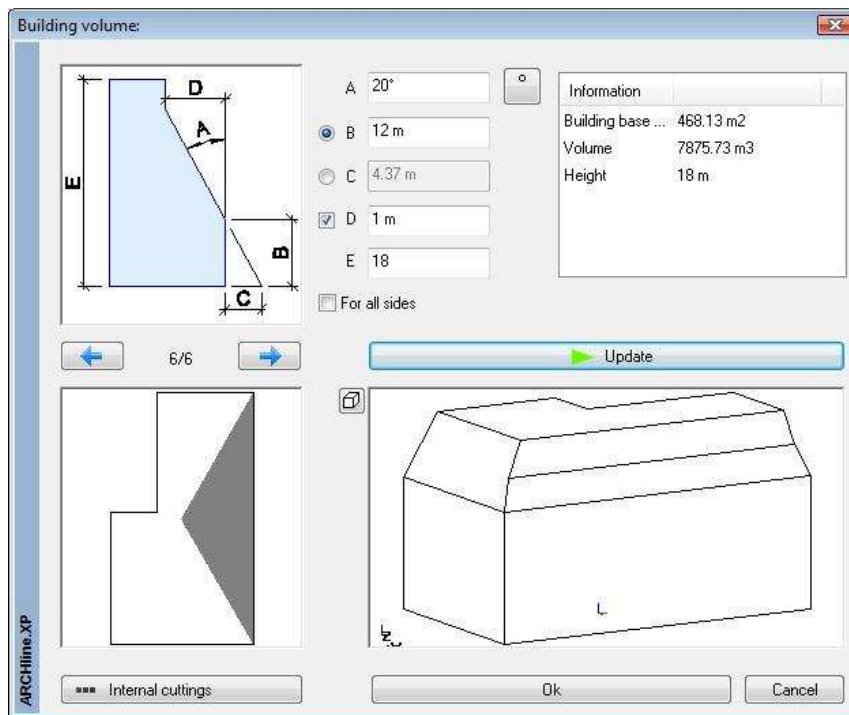 Building volume:
D
A
E
B
C
A 20°
°
B 12 m
C 4.37 m
D 1 m
E 18
For all sides
Information
Building base ... 468.13 m2
Volume 7875.73 m3
Height 18 m
6/6
Update
ARCHline.XP
Internal cuttings
Ok
Cancel